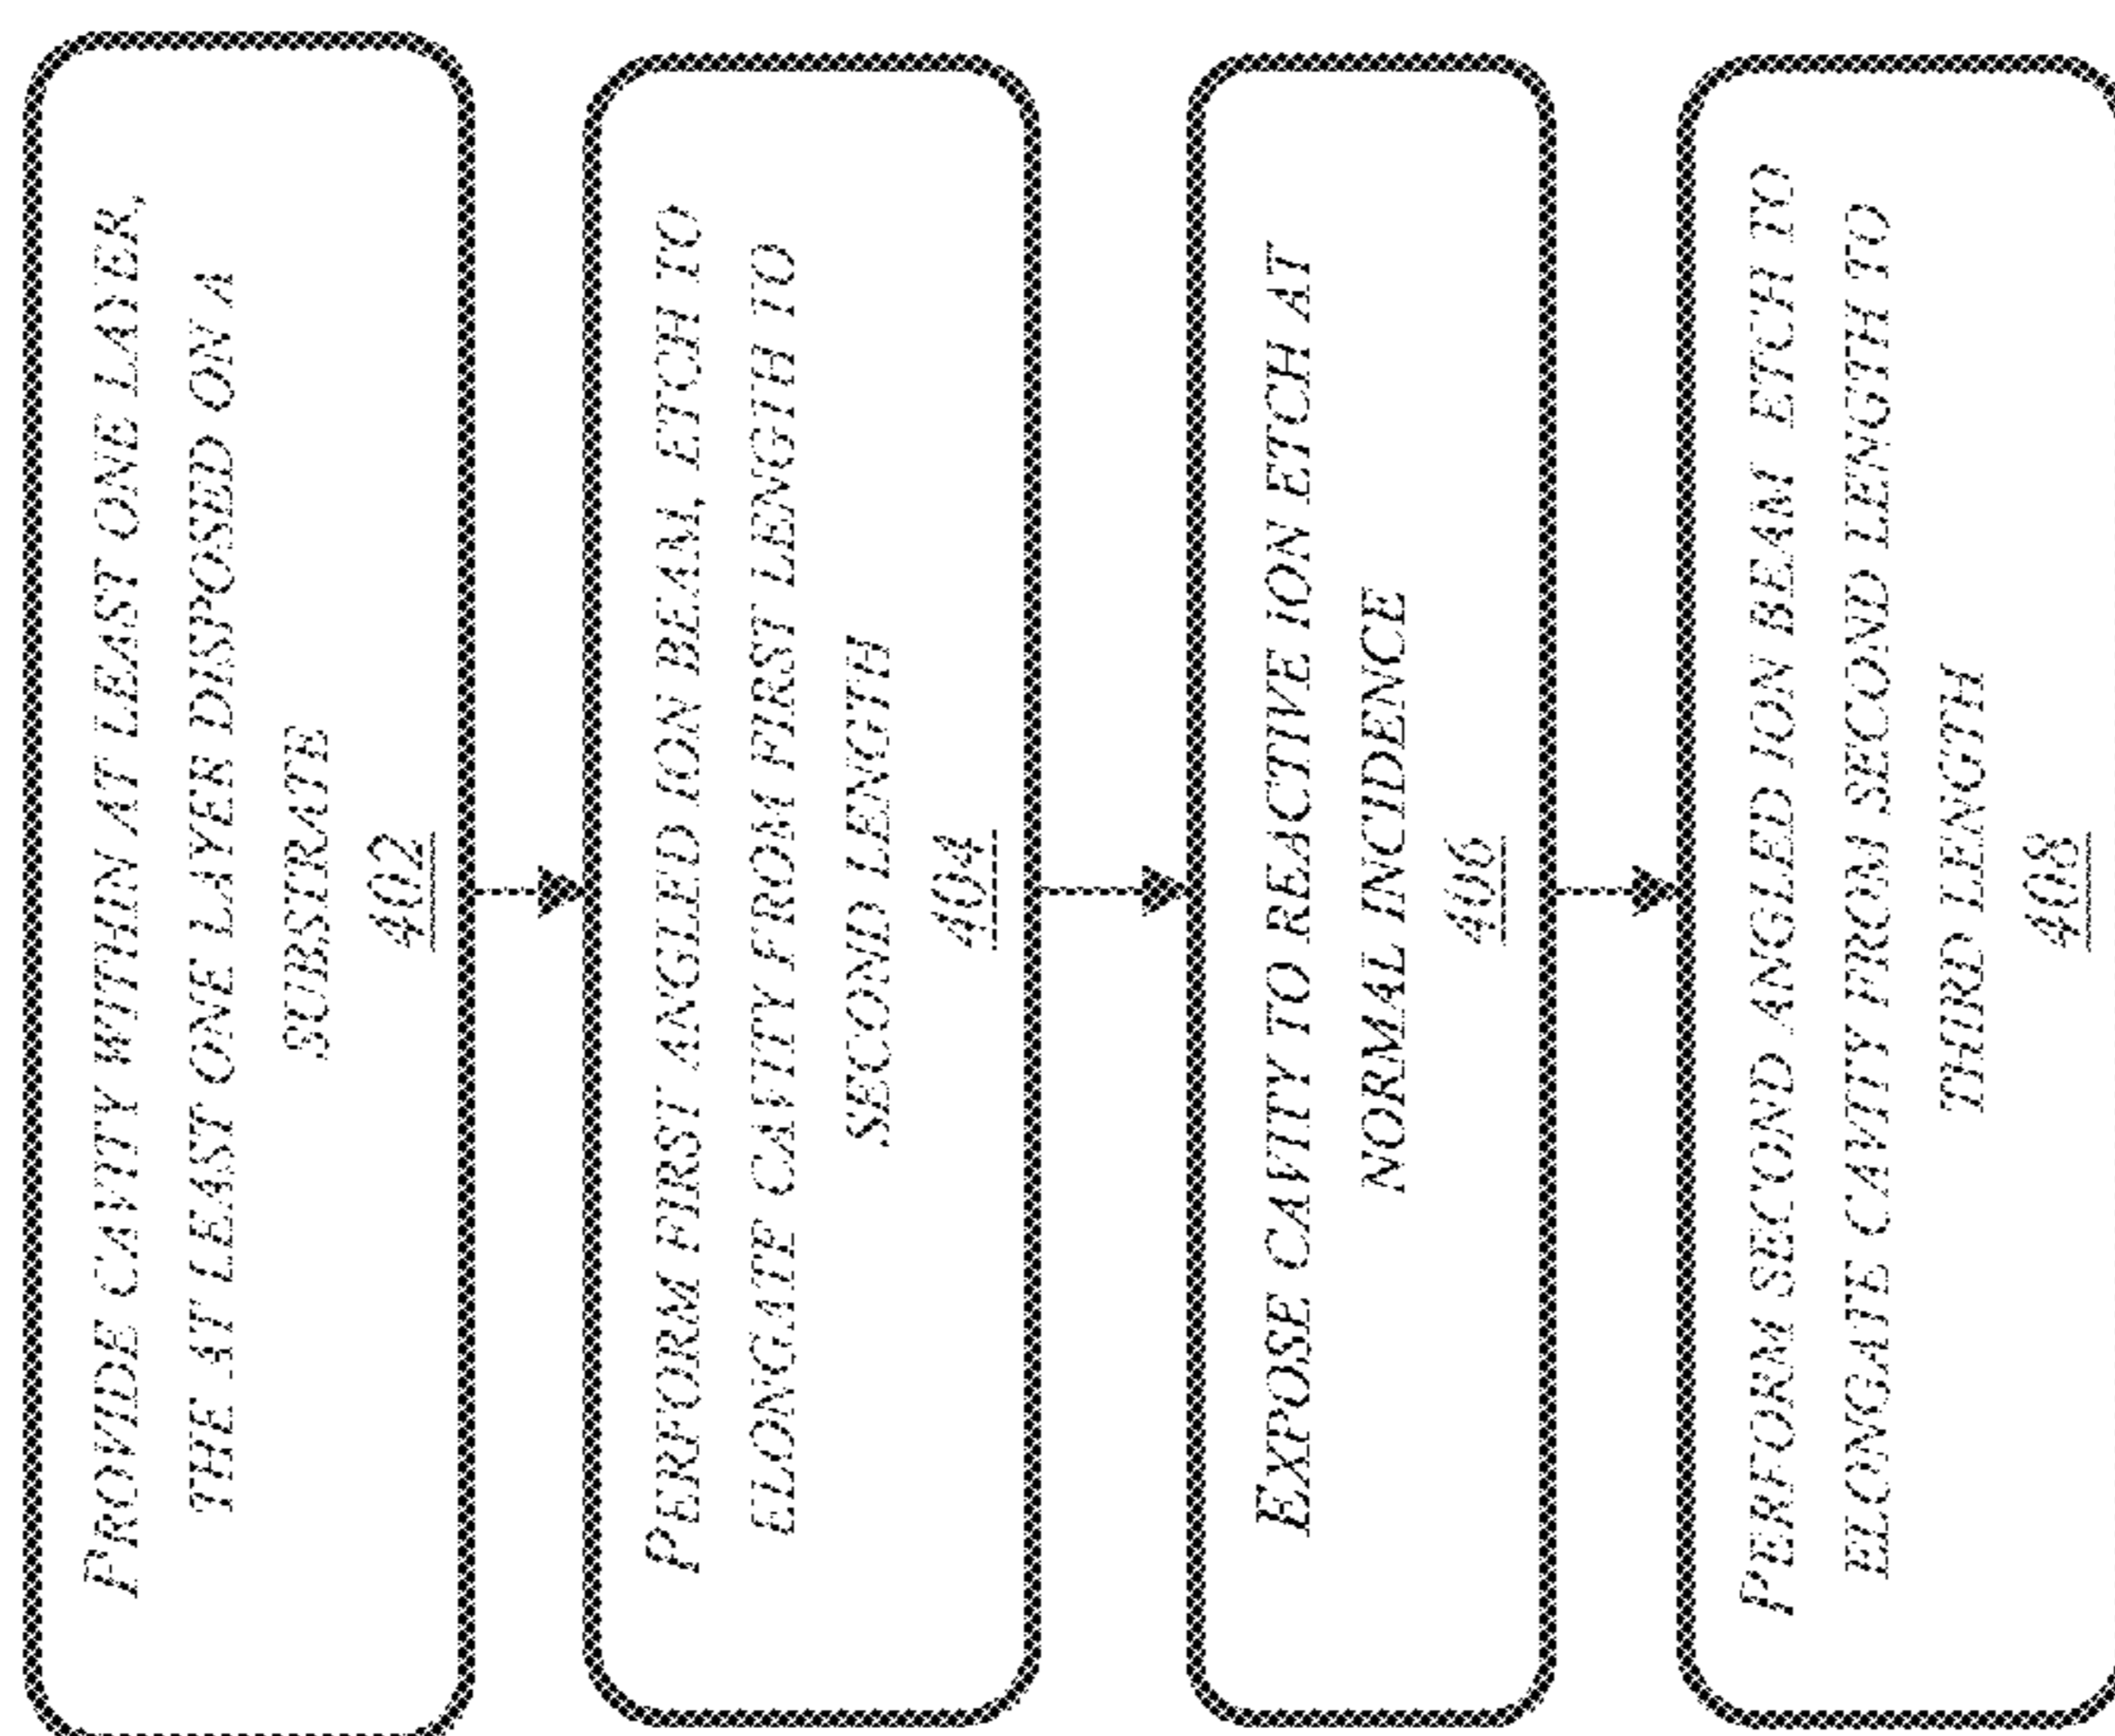 PROVIDE CAVITY WITHIN AT LEAST ONE LAYER,
THE AT LEAST ONE LAYER DISPOSED ON A
SUBSTRATE
402
PERFORM FIRST ANGLED ION BEAM, ETCH TO
ELONGATE CAVITY FROM FIRST LENGTH TO
SECOND LENGTH
404
EXPOSE CAVITY TO REACTIVE ION ETCH AT
NORMAL INCIDENCE
406
PERFORM SECOND ANGLED ION BEAM ETCH TO
ELONGATE CAVITY FROM SECOND LENGTH TO
THIRD LENGTH
408